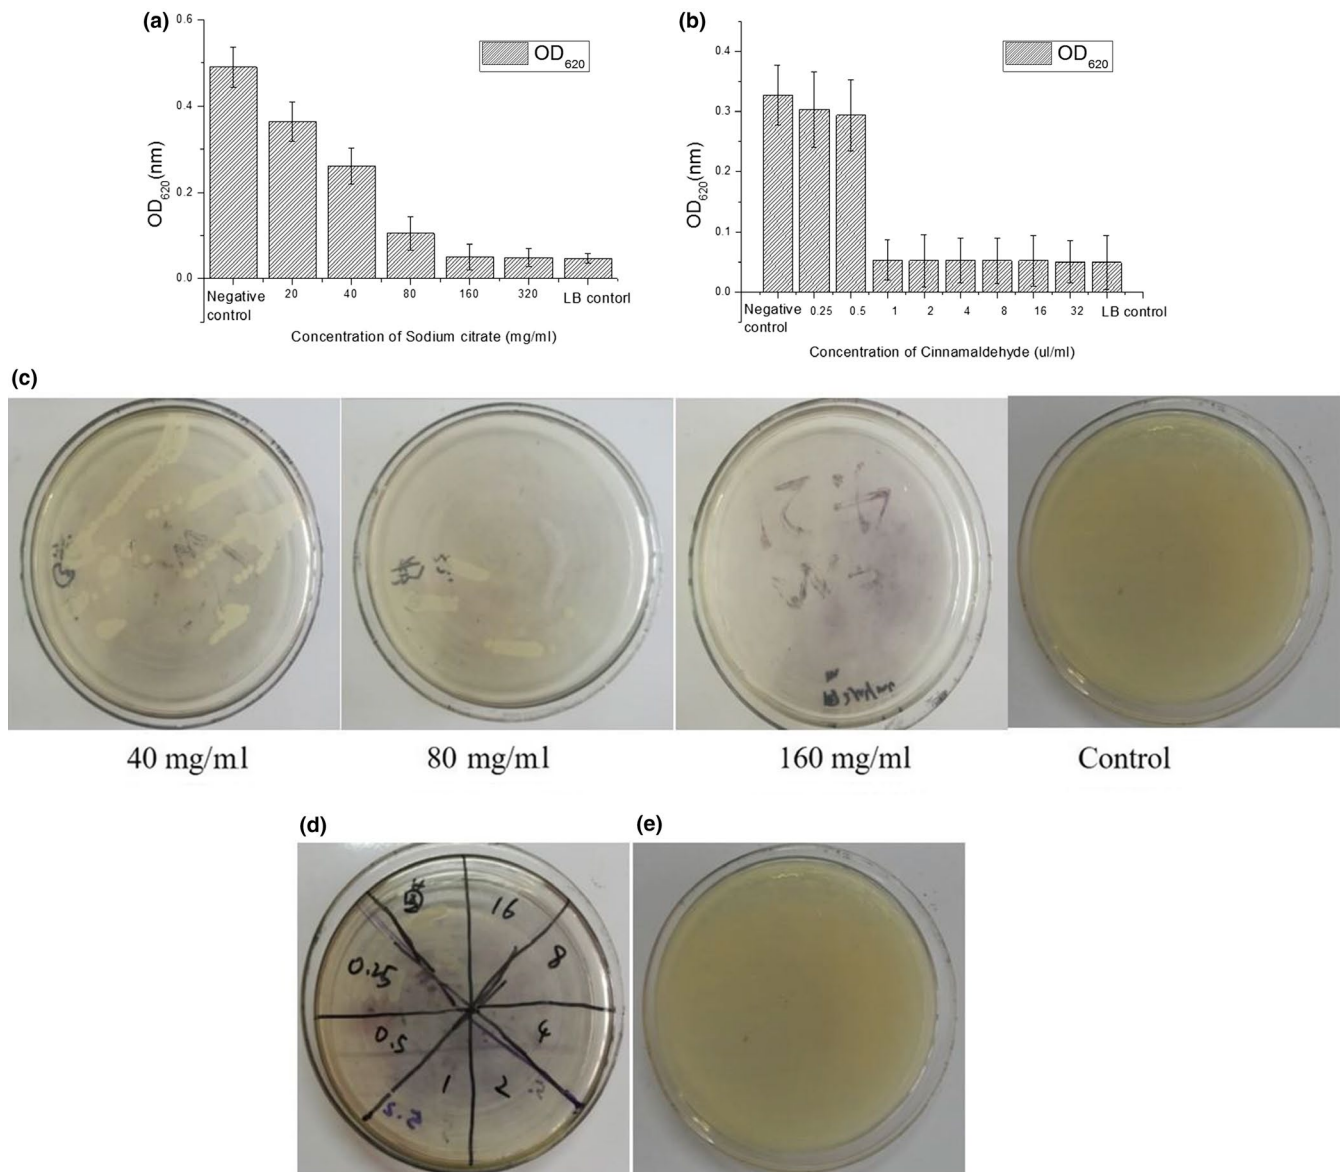 (a)
0.6
0.4
0.2
0.0
OD620(nm)
OD620
Negative control
20
40
80
160
320
LB contorl
Concentration of Sodium citrate (mg/ml)
(b)
0.4
0.3
0.2
0.1
0.0
OD620(nm)
OD620
Negative control
0.25
0.5
1
2
4
8
16
32
LB control
Concentration of Cinnamaldehyde (ul/ml)
(c)
40 mg/ml
80 mg/ml
160 mg/ml
Control
(d)
16
8
0.25
0.5
4
1
2
5.5
(e)